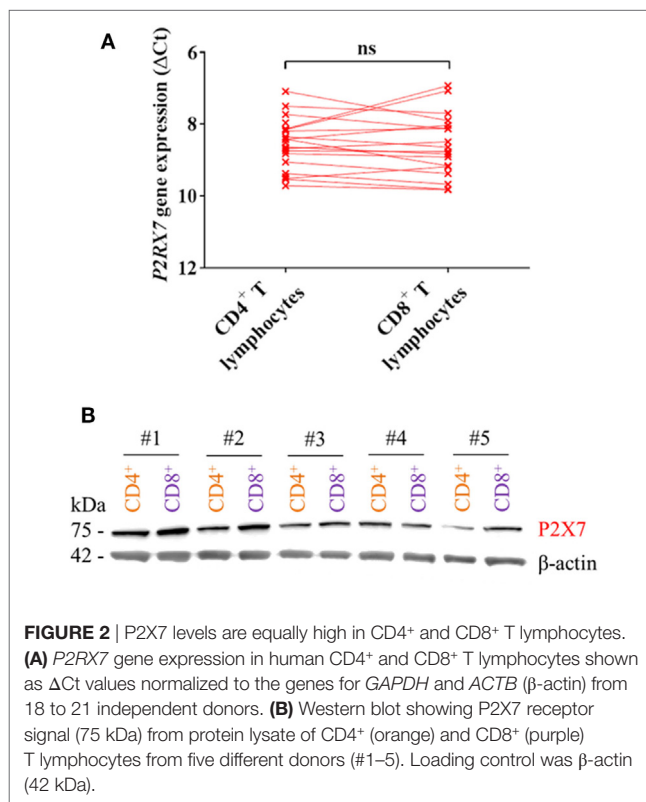 A
ns
6
8
10
12
P2RX7 gene expression (ΔCt)
CD4⁺ T
lymphocytes
CD8⁺ T
lymphocytes
B
#1 #2 #3 #4 #5
CD4⁺ CD8⁺ CD4⁺ CD8⁺ CD4⁺ CD8⁺ CD4⁺ CD8⁺ CD4⁺ CD8⁺
kDa
75 - P2X7
42 - β-actin
FIGURE 2 | P2X7 levels are equally high in CD4⁺ and CD8⁺ T lymphocytes.
(A) P2RX7 gene expression in human CD4⁺ and CD8⁺ T lymphocytes shown
as ΔCt values normalized to the genes for GAPDH and ACTB (β-actin) from
18 to 21 independent donors. (B) Western blot showing P2X7 receptor
signal (75 kDa) from protein lysate of CD4⁺ (orange) and CD8⁺ (purple)
T lymphocytes from five different donors (#1–5). Loading control was β-actin
(42 kDa).